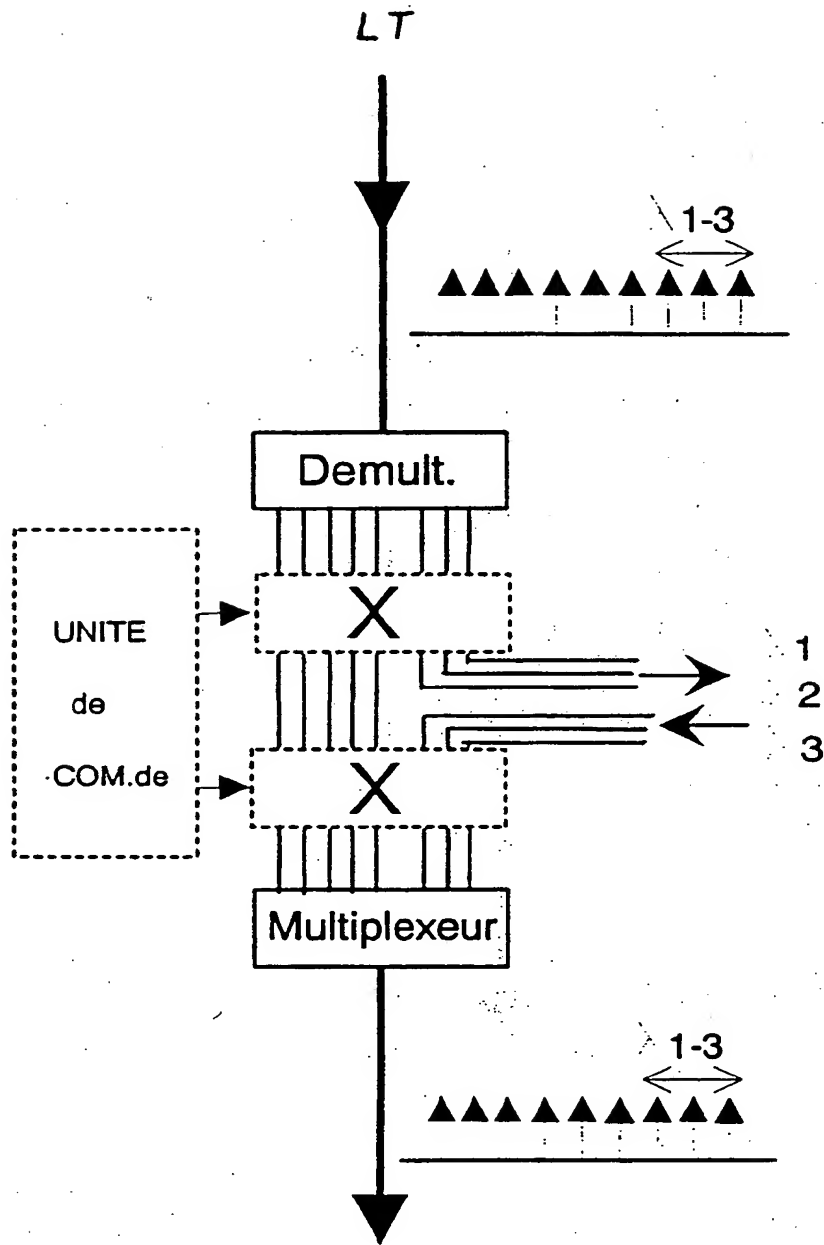 LT
1-3
Demult.
X
UNITE
de
COM.de
1
2
3
X
Multiplexeur
1-3